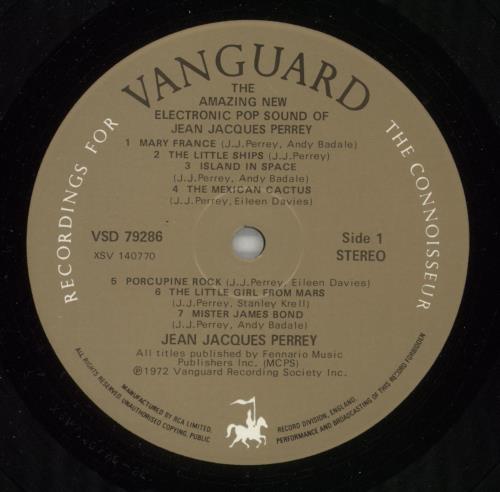 RECORDINGS FOR
VANGUARD
THE CONNOISSEUR
THE
AMAZING NEW
ELECTRONIC POP SOUND OF
JEAN JACQUES PERREY
1 MARY FRANCE (J.J.Perrey, Andy Badale)
2 THE LITTLE SHIPS (J.J.Perrey)
3 ISLAND IN SPACE
(J.J.Perrey, Andy Badale)
4 THE MEXICAN CACTUS
(J.J.Perrey, Eileen Davies)
VSD 79286
XSV 140770
Side 1
STEREO
5 PORCUPINE ROCK (J.J.Perrey, Eileen Davies)
6 THE LITTLE GIRL FROM MARS
(J.J.Perrey, Stanley Krell)
7 MISTER JAMES BOND
(J.J.Perrey, Andy Badale)
JEAN JACQUES PERREY
All titles published by Fennario Music
Publishers Inc. (MCPS)
℗1972 Vanguard Recording Society Inc.
MANUFACTURED BY RCA LIMITED,
RECORD DIVISION, ENGLAND.
ALL RIGHTS RESERVED. UNAUTHORISED COPYING, PUBLIC
PERFORMANCE AND BROADCASTING OF THIS RECORD FORBIDDEN